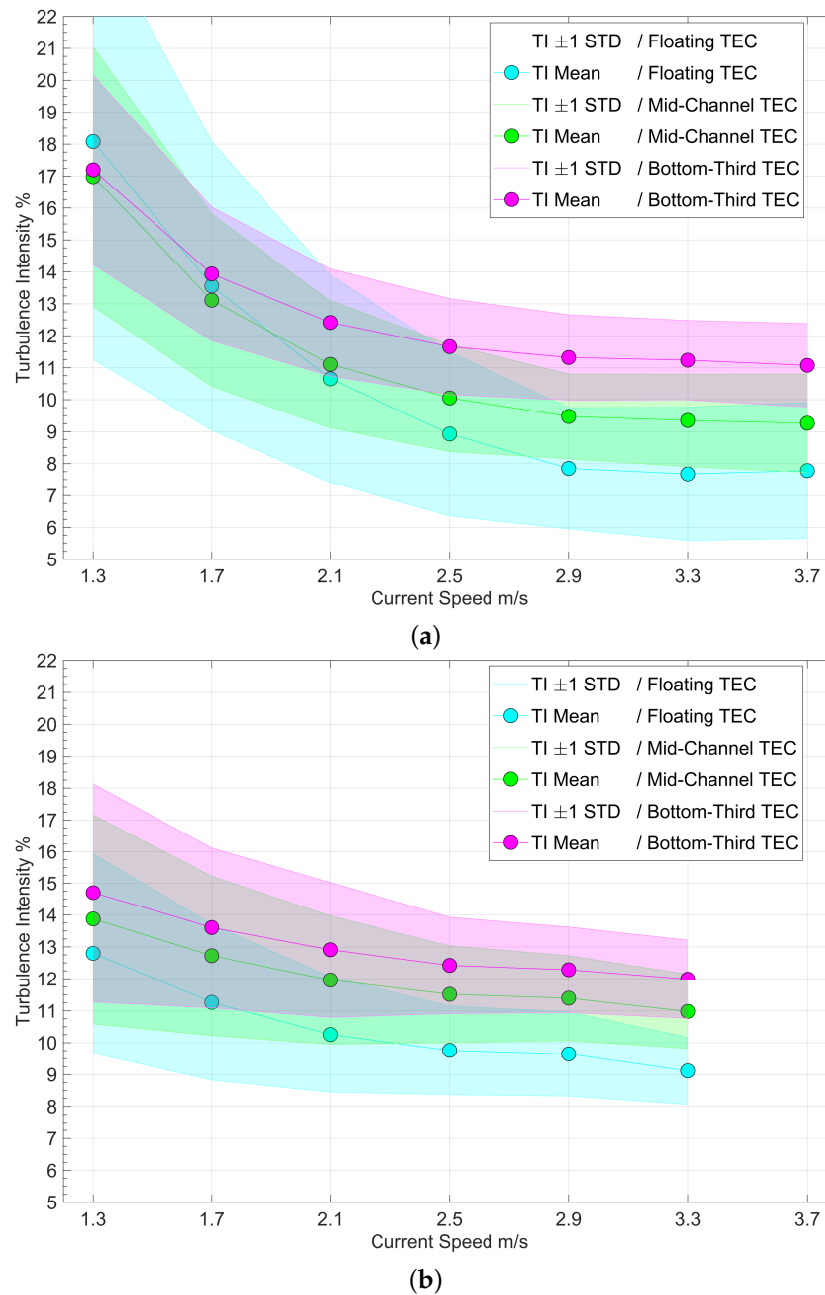 22
21
20
19
18
17
16
15
14
13
12
11
10
9
8
7
6
5
Turbulence Intensity %
TI ±1 STD / Floating TEC
TI Mean / Floating TEC
TI ±1 STD / Mid-Channel TEC
TI Mean / Mid-Channel TEC
TI ±1 STD / Bottom-Third TEC
TI Mean / Bottom-Third TEC
1.3 1.7 2.1 2.5 2.9 3.3 3.7
Current Speed m/s
(a)
22
21
20
19
18
17
16
15
14
13
12
11
10
9
8
7
6
5
Turbulence Intensity %
TI ±1 STD / Floating TEC
TI Mean / Floating TEC
TI ±1 STD / Mid-Channel TEC
TI Mean / Mid-Channel TEC
TI ±1 STD / Bottom-Third TEC
TI Mean / Bottom-Third TEC
1.3 1.7 2.1 2.5 2.9 3.3 3.7
Current Speed m/s
(b)